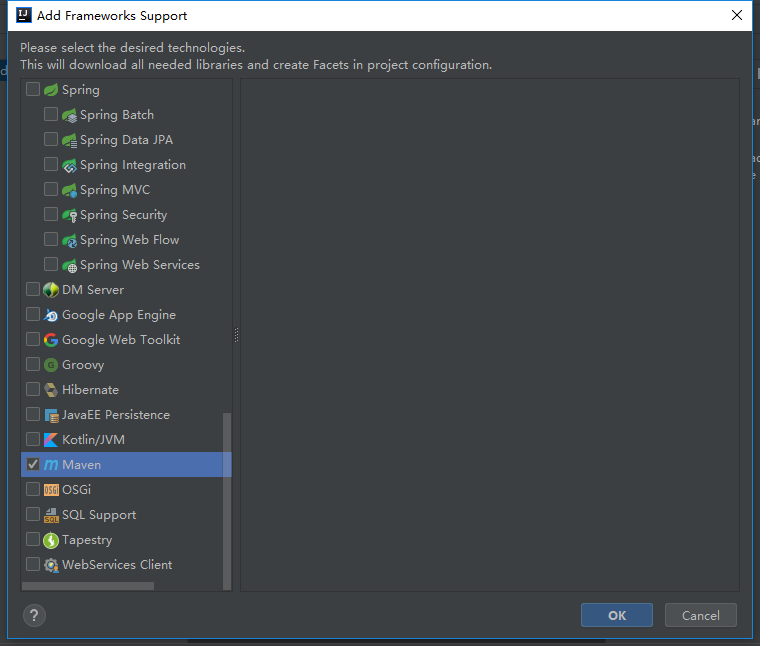 Add Frameworks Support
Please select the desired technologies.
This will download all needed libraries and create Facets in project configuration.
Spring
Spring Batch
Spring Data JPA
Spring Integration
Spring MVC
Spring Security
Spring Web Flow
Spring Web Services
DM Server
Google App Engine
Google Web Toolkit
Groovy
Hibernate
JavaEE Persistence
Kotlin/JVM
Maven
OSGi
SQL Support
Tapestry
WebServices Client
?
OK
Cancel